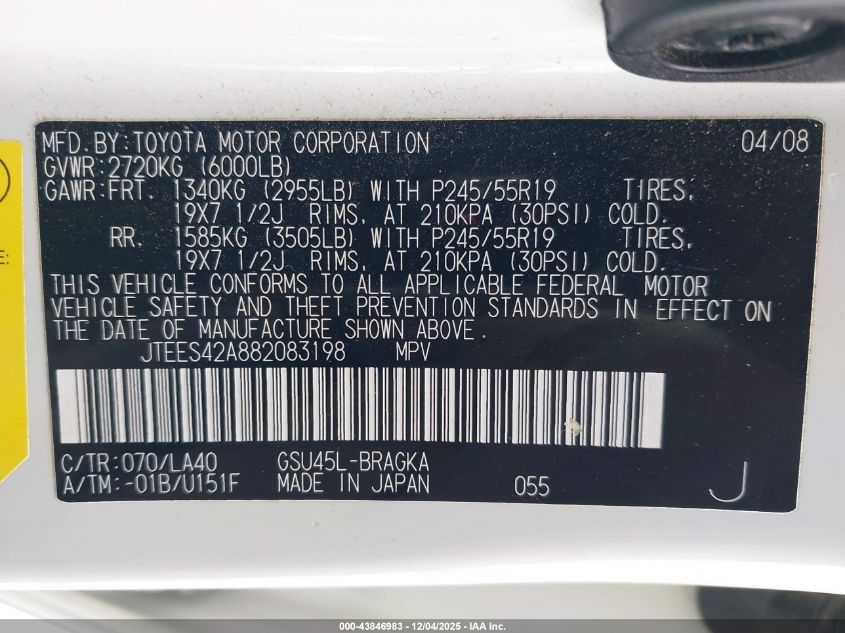 MFD.BY:TOYOTA MOTOR CORPORATION 04/08
GVWR:2720KG (6000LB)
GAWR:FRT. 1340KG (2955LB) WITH P245/55R19 TIRES,
19X7 1/2J RIMS, AT 210KPA (30PSI) COLD.
RR. 1585KG (3505LB) WITH P245/55R19 TIRES,
19X7 1/2J RIMS, AT 210KPA (30PSI) COLD.
THIS VEHICLE CONFORMS TO ALL APPLICABLE FEDERAL MOTOR
VEHICLE SAFETY AND THEFT PREVENTION STANDARDS IN EFFECT ON
THE DATE OF MANUFACTURE SHOWN ABOVE.
JTEES42A882083198 MPV
C/TR:070/LA40 GSU45L-BRAGKA
A/TM:-01B/U151F MADE IN JAPAN 055 J
E:
000-43846983 - 12/04/2025 - IAA Inc.